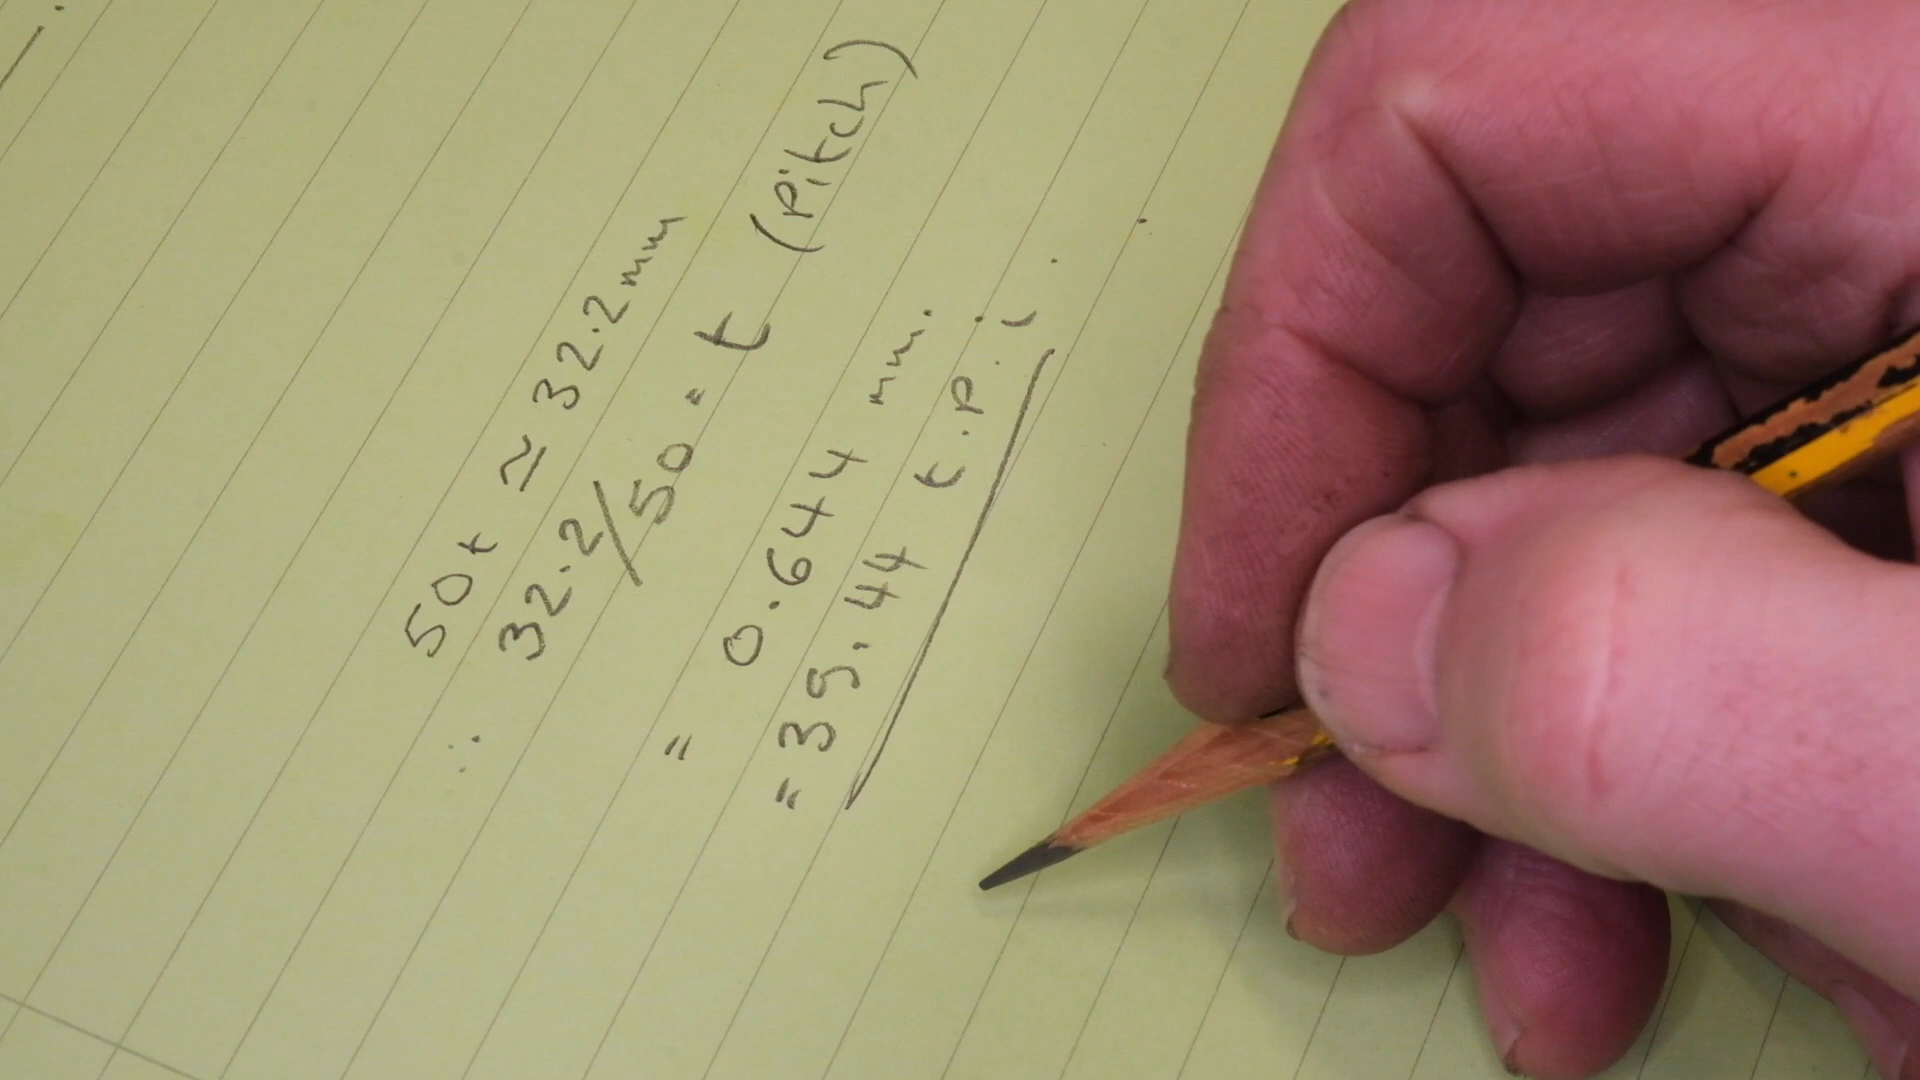 50t ≃ 32.2mm
∴ 32.2/50 = t (Pitch)
= 0.644 mm.
= 39.44 t.p.i.